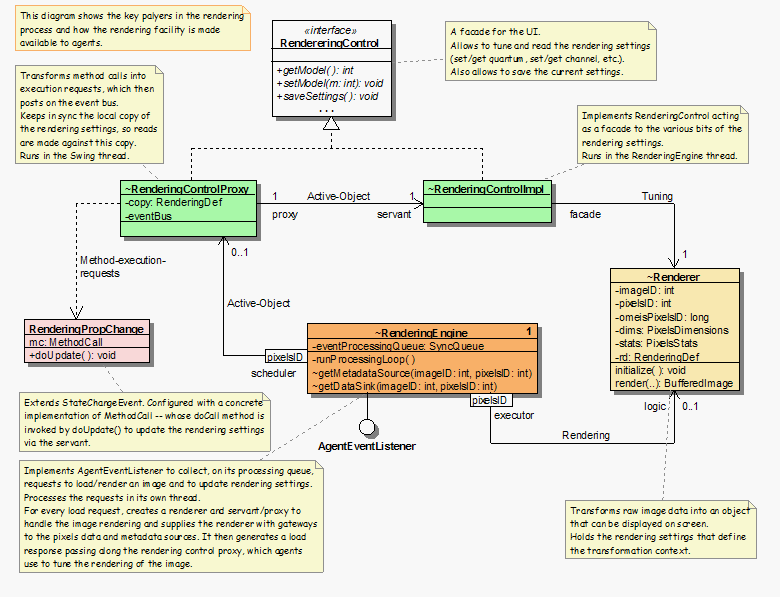 This diagram shows the key palyers in the rendering
process and how the rendering facility is made
available to agents.
«interface»
RendereringControl
+getModel(): int
+setModel(m: int): void
+saveSettings(): void
...
A facade for the UI.
Allows to tune and read the rendering settings
(set/get quantum, set/get channel, etc.).
Also allows to save the current settings.
Transforms method calls into
execution requests, which then
posts on the event bus.
Keeps in sync the local copy of
the rendering settings, so reads
are made against this copy.
Runs in the Swing thread.
Implements RenderingControl acting
as a facade to the various bits of the
rendering settings.
Runs in the RenderingEngine thread.
~RenderingControlProxy
-copy: RenderingDef
-eventBus
1
Active-Object
1
proxy
servant
~RenderingControlImpl
Tuning
facade
1
0..1
Method-execution-
requests
Active-Object
~Renderer
-imageID: int
-pixelsID: int
-omeisPixelsID: long
-dims: PixelsDimensions
-stats: PixelsStats
-rd: RenderingDef
initialize(): void
render(..): BufferedImage
RenderingPropChange
mc: MethodCall
+doUpdate(): void
~RenderingEngine
1
-eventProcessingQueue: SyncQueue
-runProcessingLoop()
~getMetadataSource(imageID: int, pixelsID: int)
~getDataSink(imageID: int, pixelsID: int)
pixelsID
scheduler
pixelsID
executor
logic
0..1
Rendering
AgentEventListener
Extends StateChangeEvent. Configured with a concrete
implementation of MethodCall -- whose doCall method is
invoked by doUpdate() to update the rendering settings
via the servant.
Implements AgentEventListener to collect, on its processing queue,
requests to load/render an image and to update rendering settings.
Processes the requests in its own thread.
For every load request, creates a renderer and servant/proxy to
handle the image rendering and supplies the renderer with gateways
to the pixels data and metadata sources. It then generates a load
response passing along the rendering control proxy, which agents
use to tune the rendering of the image.
Transforms raw image data into an object
that can be displayed on screen.
Holds the rendering settings that define
the transformation context.